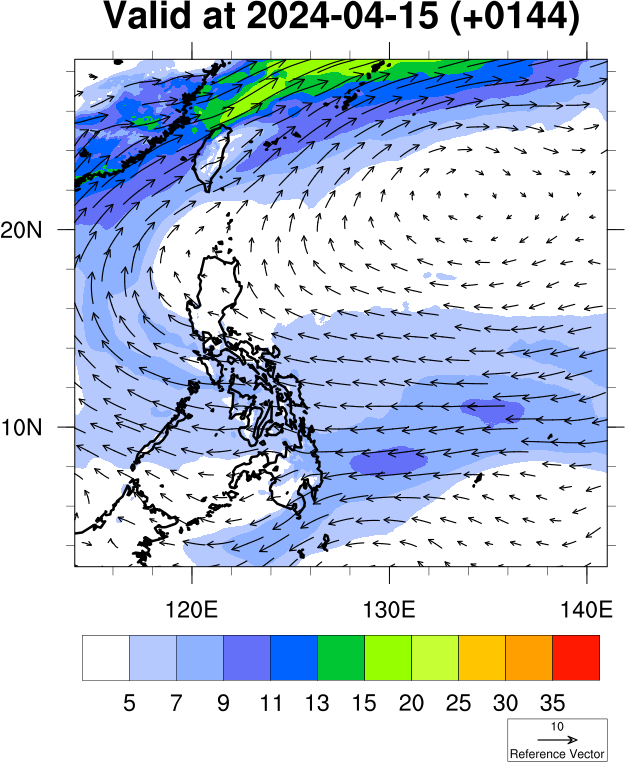 Valid at 2024-04-15 (+0144)
20N
10N
120E 130E 140E
5 7 9 11 13 15 20 25 30 35
10
Reference Vector